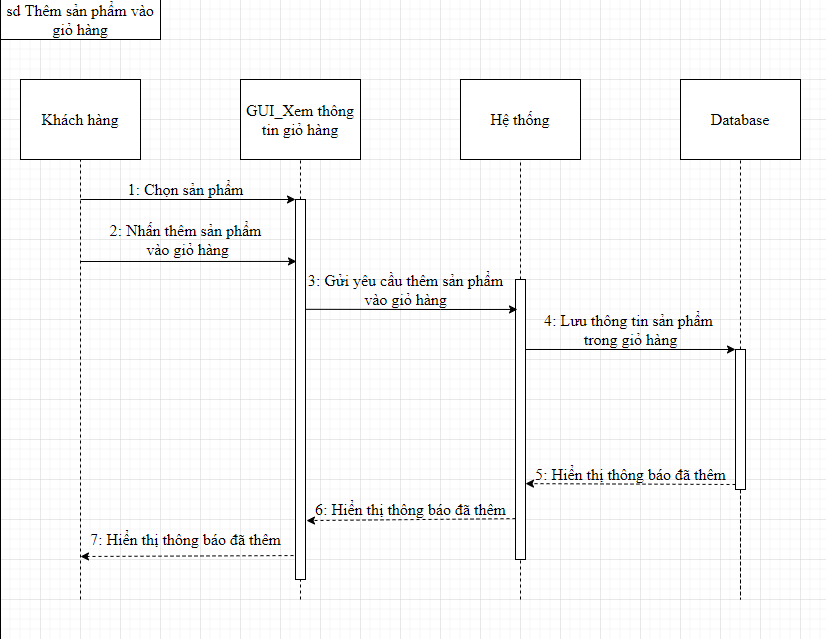 sd Thêm sản phẩm vào
giỏ hàng
Khách hàng
GUI_Xem thông
tin giỏ hàng
Hệ thống
Database
1: Chọn sản phẩm
2: Nhấn thêm sản phẩm
vào giỏ hàng
3: Gửi yêu cầu thêm sản phẩm
vào giỏ hàng
4: Lưu thông tin sản phẩm
trong giỏ hàng
5: Hiển thị thông báo đã thêm
6: Hiển thị thông báo đã thêm
7: Hiển thị thông báo đã thêm